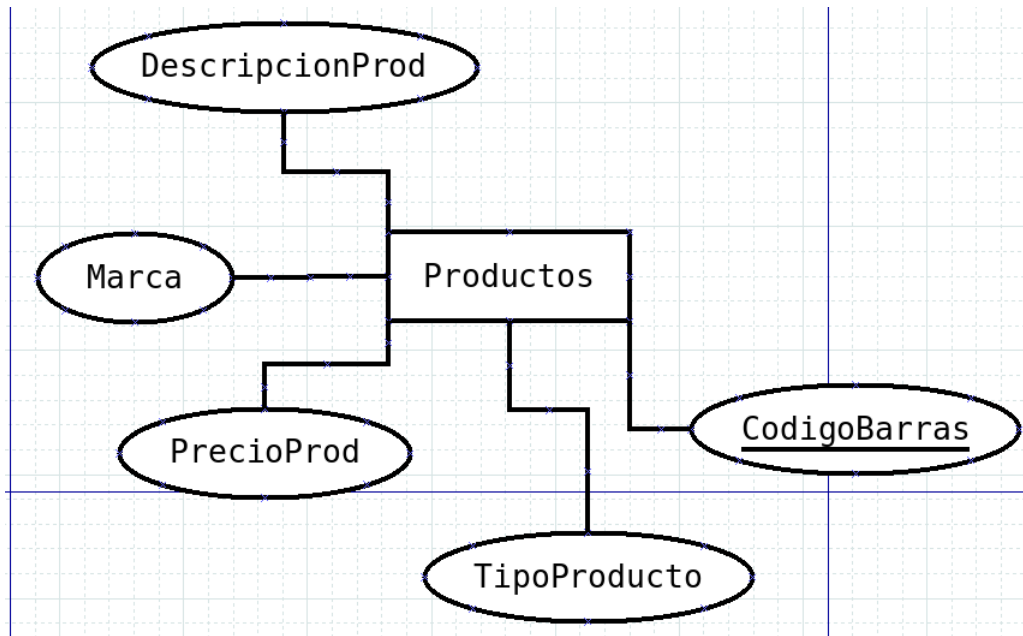 DescripcionProd
Marca
Productos
PrecioProd
CodigoBarras
TipoProducto